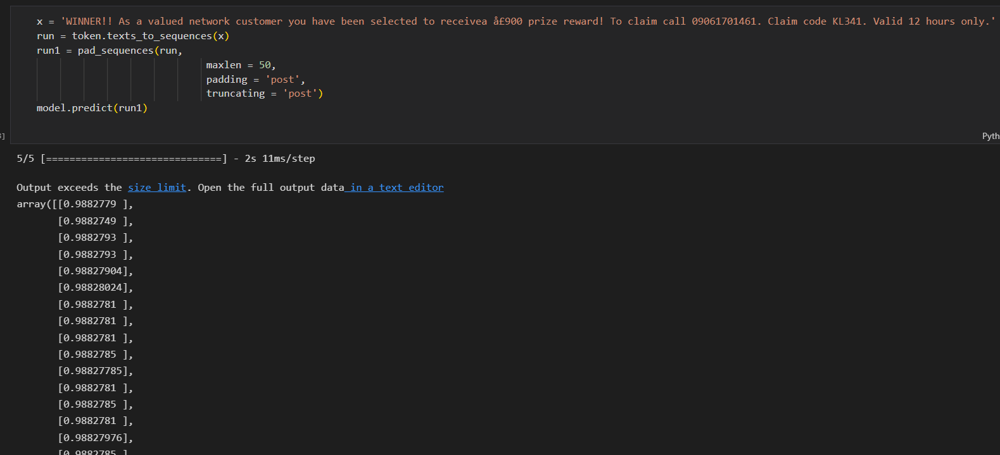 x = 'WINNER!! As a valued network customer you have been selected to receivea å£900 prize reward! To claim call 09061701461. Claim code KL341. Valid 12 hours only.'
run = token.texts_to_sequences(x)
run1 = pad_sequences(run,
maxlen = 50,
padding = 'post',
truncating = 'post')
model.predict(run1)
]
Pyth
5/5 [==============================] - 2s 11ms/step
Output exceeds the size limit. Open the full output data in a text editor
array([[0.9882779 ],
[0.9882749 ],
[0.9882793 ],
[0.9882793 ],
[0.98827904],
[0.98828024],
[0.9882781 ],
[0.9882781 ],
[0.9882781 ],
[0.9882785 ],
[0.98827785],
[0.9882781 ],
[0.9882785 ],
[0.9882781 ],
[0.98827976],
[0.9882785 ],